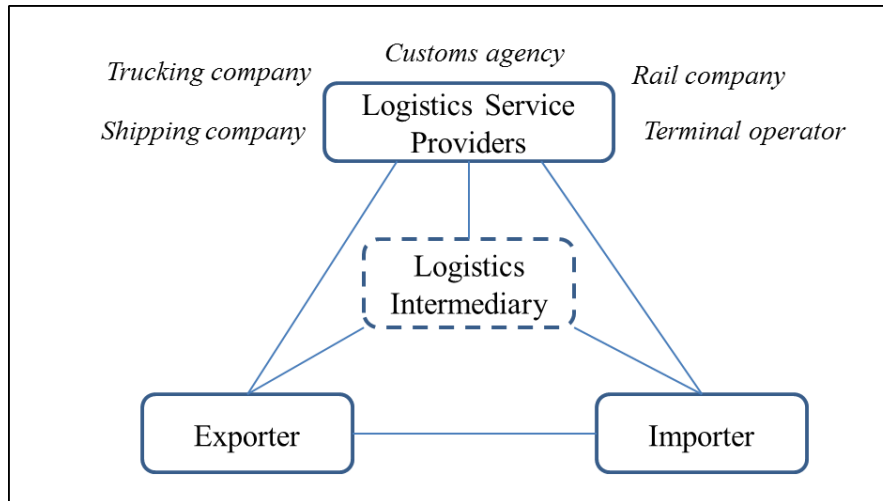 Customs agency
Trucking company
Rail company
Logistics Service
Providers
Shipping company
Terminal operator
Logistics
Intermediary
Exporter
Importer